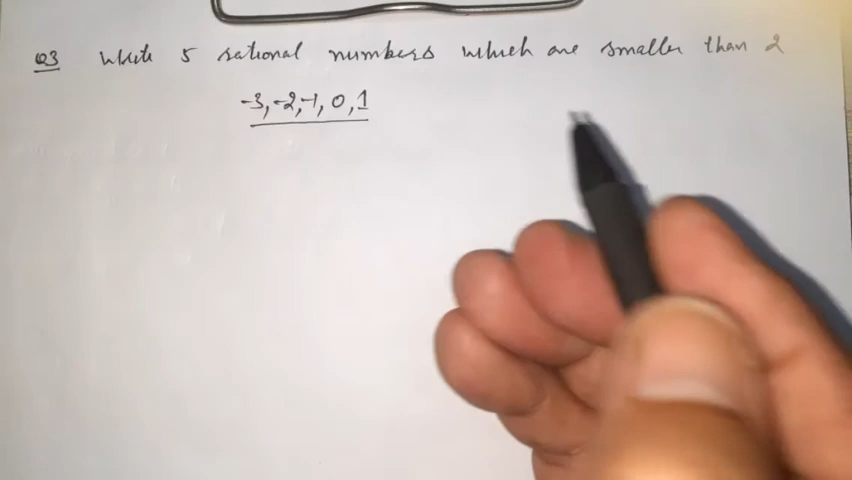 Q3 Write 5 rational numbers which are smaller than 2
-3, -2, -1, 0, 1